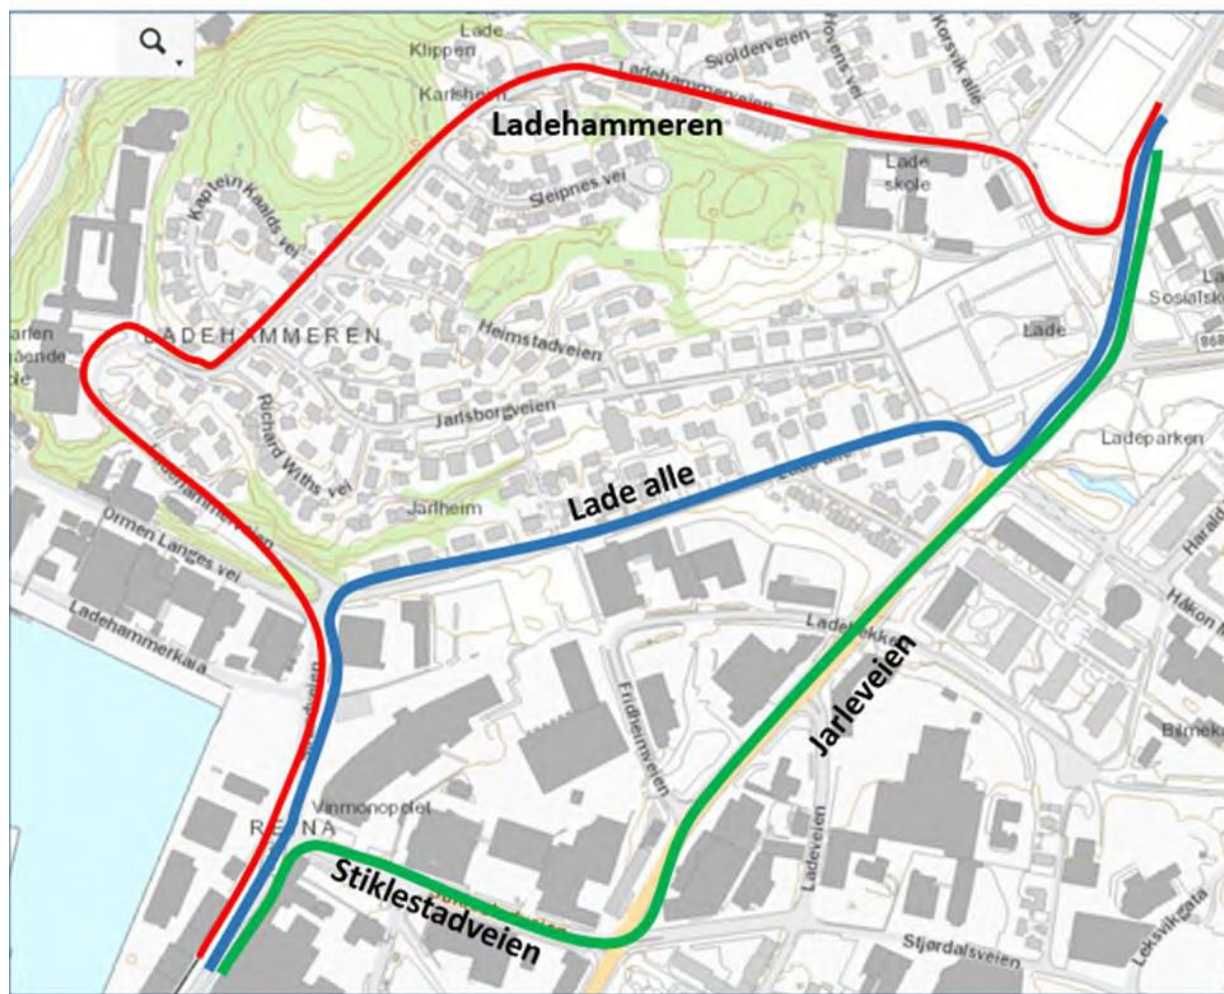 Lade
Klippen
Svolderveien
Hovens vei
Korsvik alle
Karlsheim
Ladehammerveien
Ladehammeren
Lade
skole
Sleipnes vei
Kaptein Kaalds vei
LADEHAMMEREN
Heimstadveien
Lade
868
Jarlsborgveien
Richard Withs vei
Ladeparken
Lade alle
Jarlheim
Ormen Langes vei
Ladehammerkaia
Jarleveien
Fridheimveien
Vinmonopolet
Ladeveien
Stiklestadveien
Stjørdalsveien
Leksvikgata